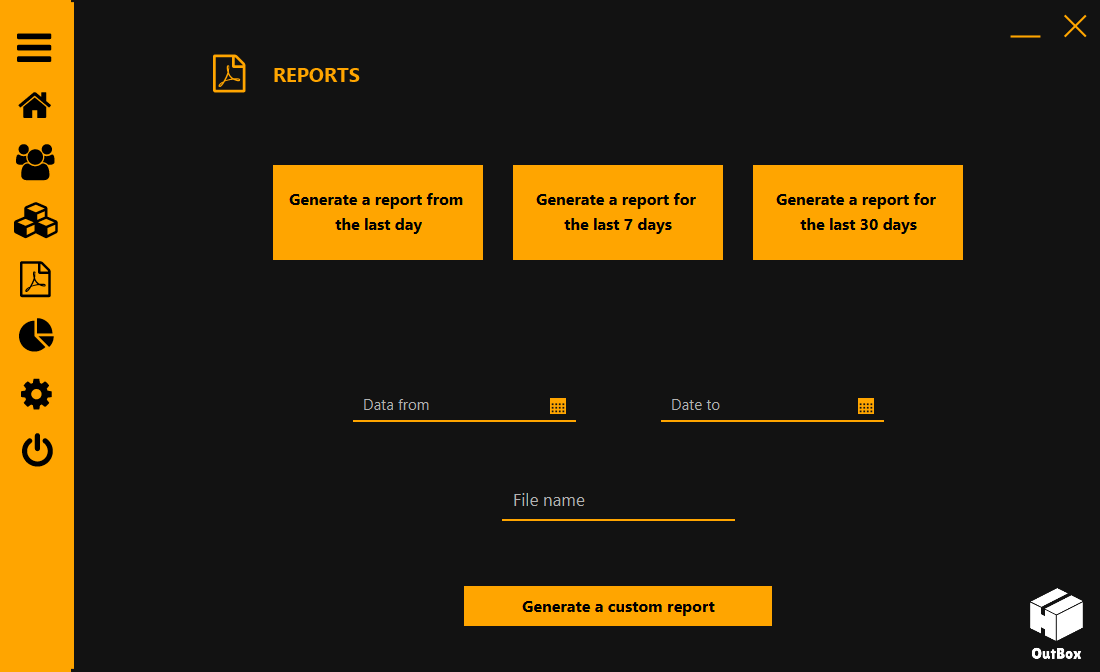 REPORTS
Generate a report from
the last day
Generate a report for
the last 7 days
Generate a report for
the last 30 days
Data from
Date to
File name
Generate a custom report
OutBox